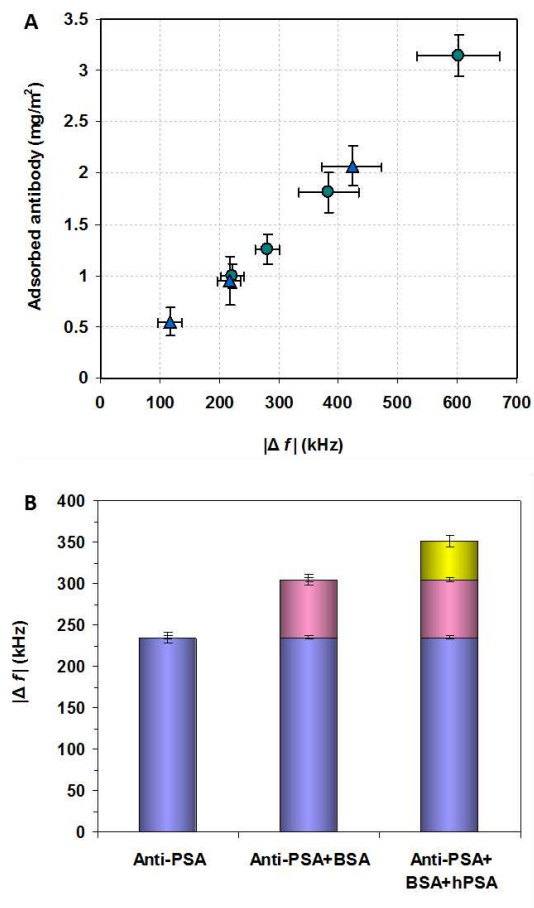 A
3.5
3
2.5
2
1.5
1
0.5
0
Adsorbed antibody (mg/m²)
0 100 200 300 400 500 600 700
|Δ f| (kHz)
B
400
350
300
250
200
150
100
50
0
|Δ f| (kHz)
Anti-PSA Anti-PSA+BSA Anti-PSA+
BSA+hPSA